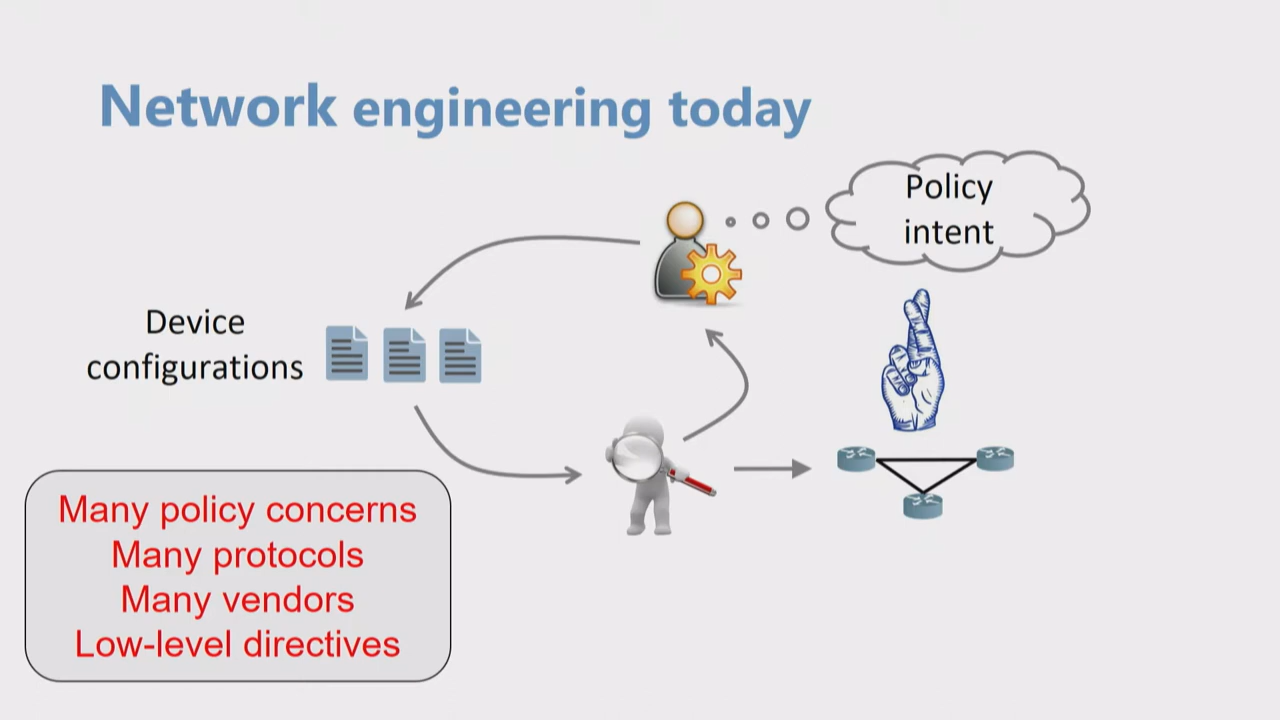 Network engineering today
Policy
intent
Device
configurations
Many policy concerns
Many protocols
Many vendors
Low-level directives